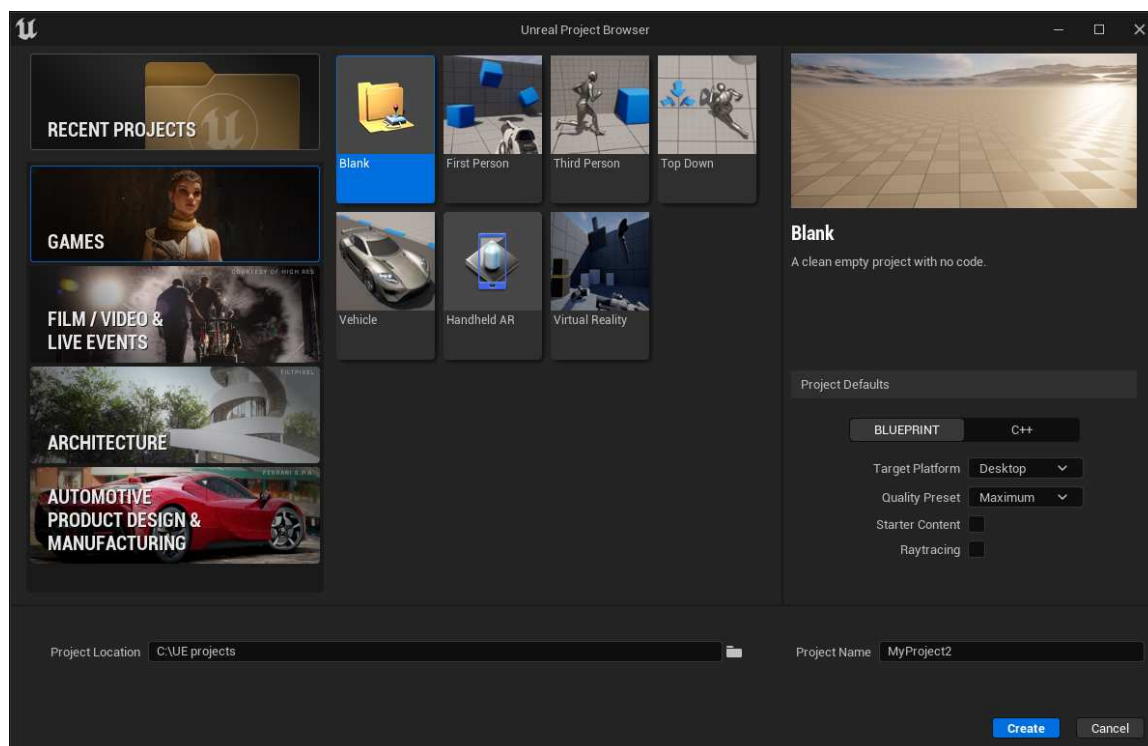 Unreal Project Browser
RECENT PROJECTS
GAMES
COURTESY OF HIGH RES
FILM / VIDEO &
LIVE EVENTS
TILTPIXEL
ARCHITECTURE
FERRARI S.P.A.
AUTOMOTIVE
PRODUCT DESIGN &
MANUFACTURING
Blank
First Person
Third Person
Top Down
Vehicle
Handheld AR
Virtual Reality
Blank
A clean empty project with no code.
Project Defaults
BLUEPRINT C++
Target Platform Desktop
Quality Preset Maximum
Starter Content
Raytracing
Project Location C:\UE projects
Project Name MyProject2
Create Cancel